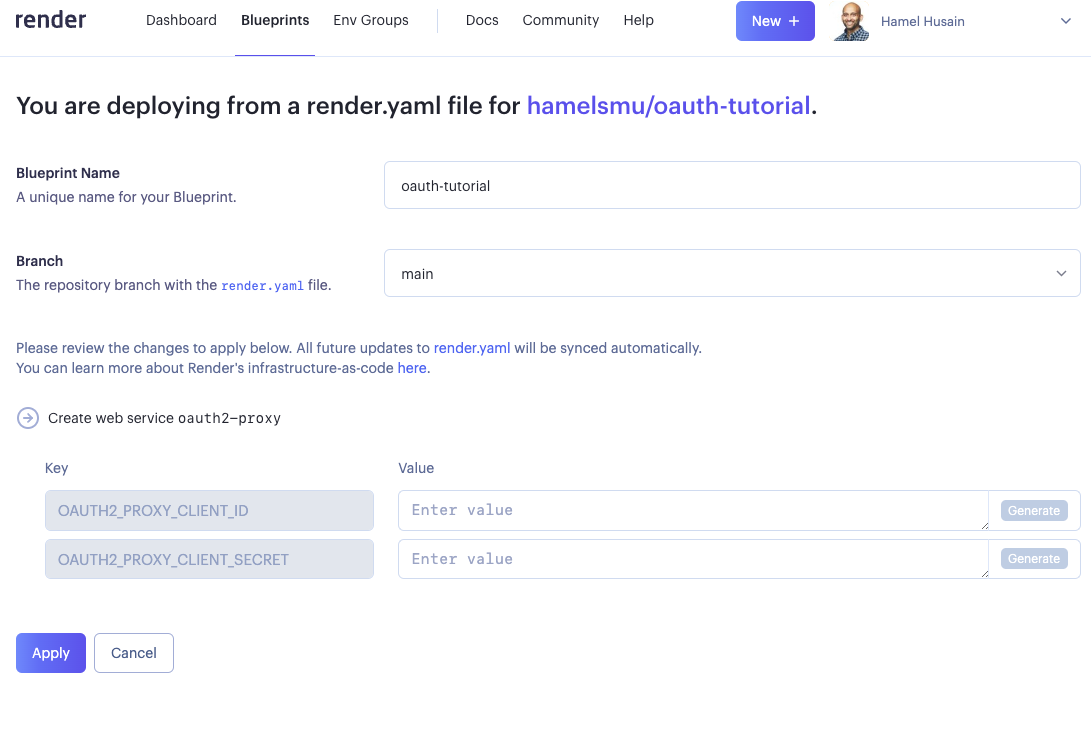 render Dashboard Blueprints Env Groups Docs Community Help New + Hamel Husain
You are deploying from a render.yaml file for hamelsmu/oauth-tutorial.
Blueprint Name
A unique name for your Blueprint.
oauth-tutorial
Branch
The repository branch with the render.yaml file.
main
Please review the changes to apply below. All future updates to render.yaml will be synced automatically.
You can learn more about Render's infrastructure-as-code here.
Create web service oauth2-proxy
Key Value
OAUTH2_PROXY_CLIENT_ID Enter value Generate
OAUTH2_PROXY_CLIENT_SECRET Enter value Generate
Apply Cancel